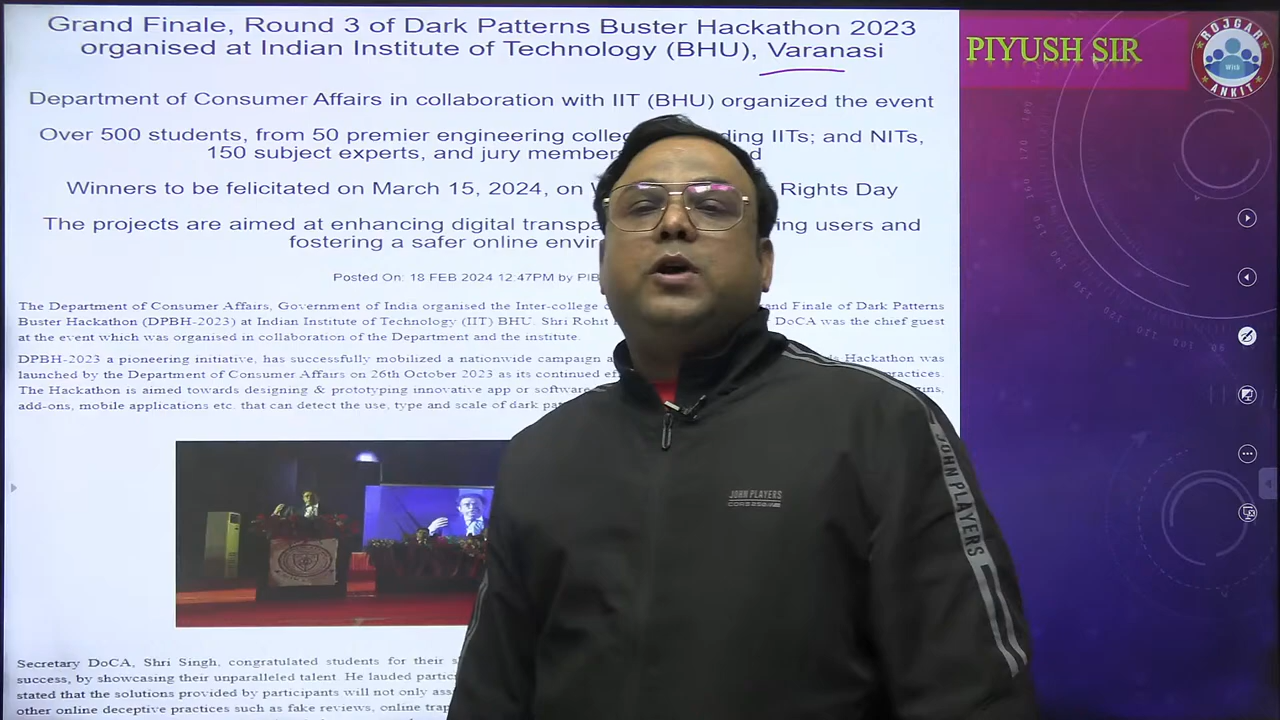 Grand Finale, Round 3 of Dark Patterns Buster Hackathon 2023
organised at Indian Institute of Technology (BHU), Varanasi
Department of Consumer Affairs in collaboration with IIT (BHU) organized the event
Over 500 students, from 50 premier engineering IITs; and NITs,
150 subject experts, and jury
Winners to be felicitated on March 15, 2024, on Rights Day
The projects are aimed at enhancing digital users and
fostering a safer online
Posted On: 18 FEB 2024 12:47PM by PIB
The Department of Consumer Affairs, Government of India organised the Inter-college and Finale of Dark Patterns
Buster Hackathon (DPBH-2023) at Indian Institute of Technology (IIT) BHU. Shri Rohit DoCA was the chief guest
at the event which was organised in collaboration of the Department and the institute.
DPBH-2023 a pioneering initiative, has successfully mobilized a nationwide campaign Hackathon was
launched by the Department of Consumer Affairs on 26th October 2023 as its continued
The Hackathon is aimed towards designing & prototyping innovative app or software
add-ons, mobile applications etc. that can detect the use, type and scale of dark
Secretary DoCA, Shri Singh, congratulated students for their
success, by showcasing their unparalleled talent. He lauded
stated that the solutions provided by participants will not only
other online deceptive practices such as fake reviews, online
PIYUSH SIR
ROJGAR
With
ANKIT
JOHN PLAYERS
JOHN PLAYERS